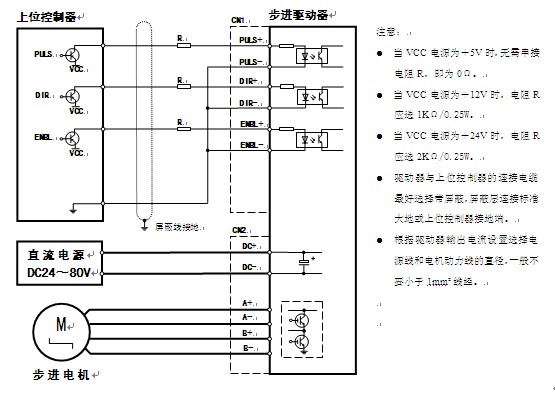 上位控制器
步进驱动器
CN1
PULS
VCC
R
PULS+
PULS-
DIR
VCC
R
DIR+
DIR-
ENBL
VCC
R
ENBL+
ENBL-
屏蔽线接地
CN2
直流电源
DC24～80V
DC+
DC-
+
M
A+
A-
B+
B-
步进电机
注意：
● 当 VCC 电源为＋5V 时，无需串接
电阻 R，即为 0Ω。
● 当 VCC 电源为＋12V 时，电阻 R
应选 1KΩ/0.25W。
● 当 VCC 电源为＋24V 时，电阻 R
应选 2KΩ/0.25W。
● 驱动器与上位控制器的连接电缆
最好选择带屏蔽，屏蔽层连接标准
大地或上位控制器接地端。
● 根据驱动器输出电流设置选择电
源线和电机动力线的直径，一般不
要小于 1mm² 线经。